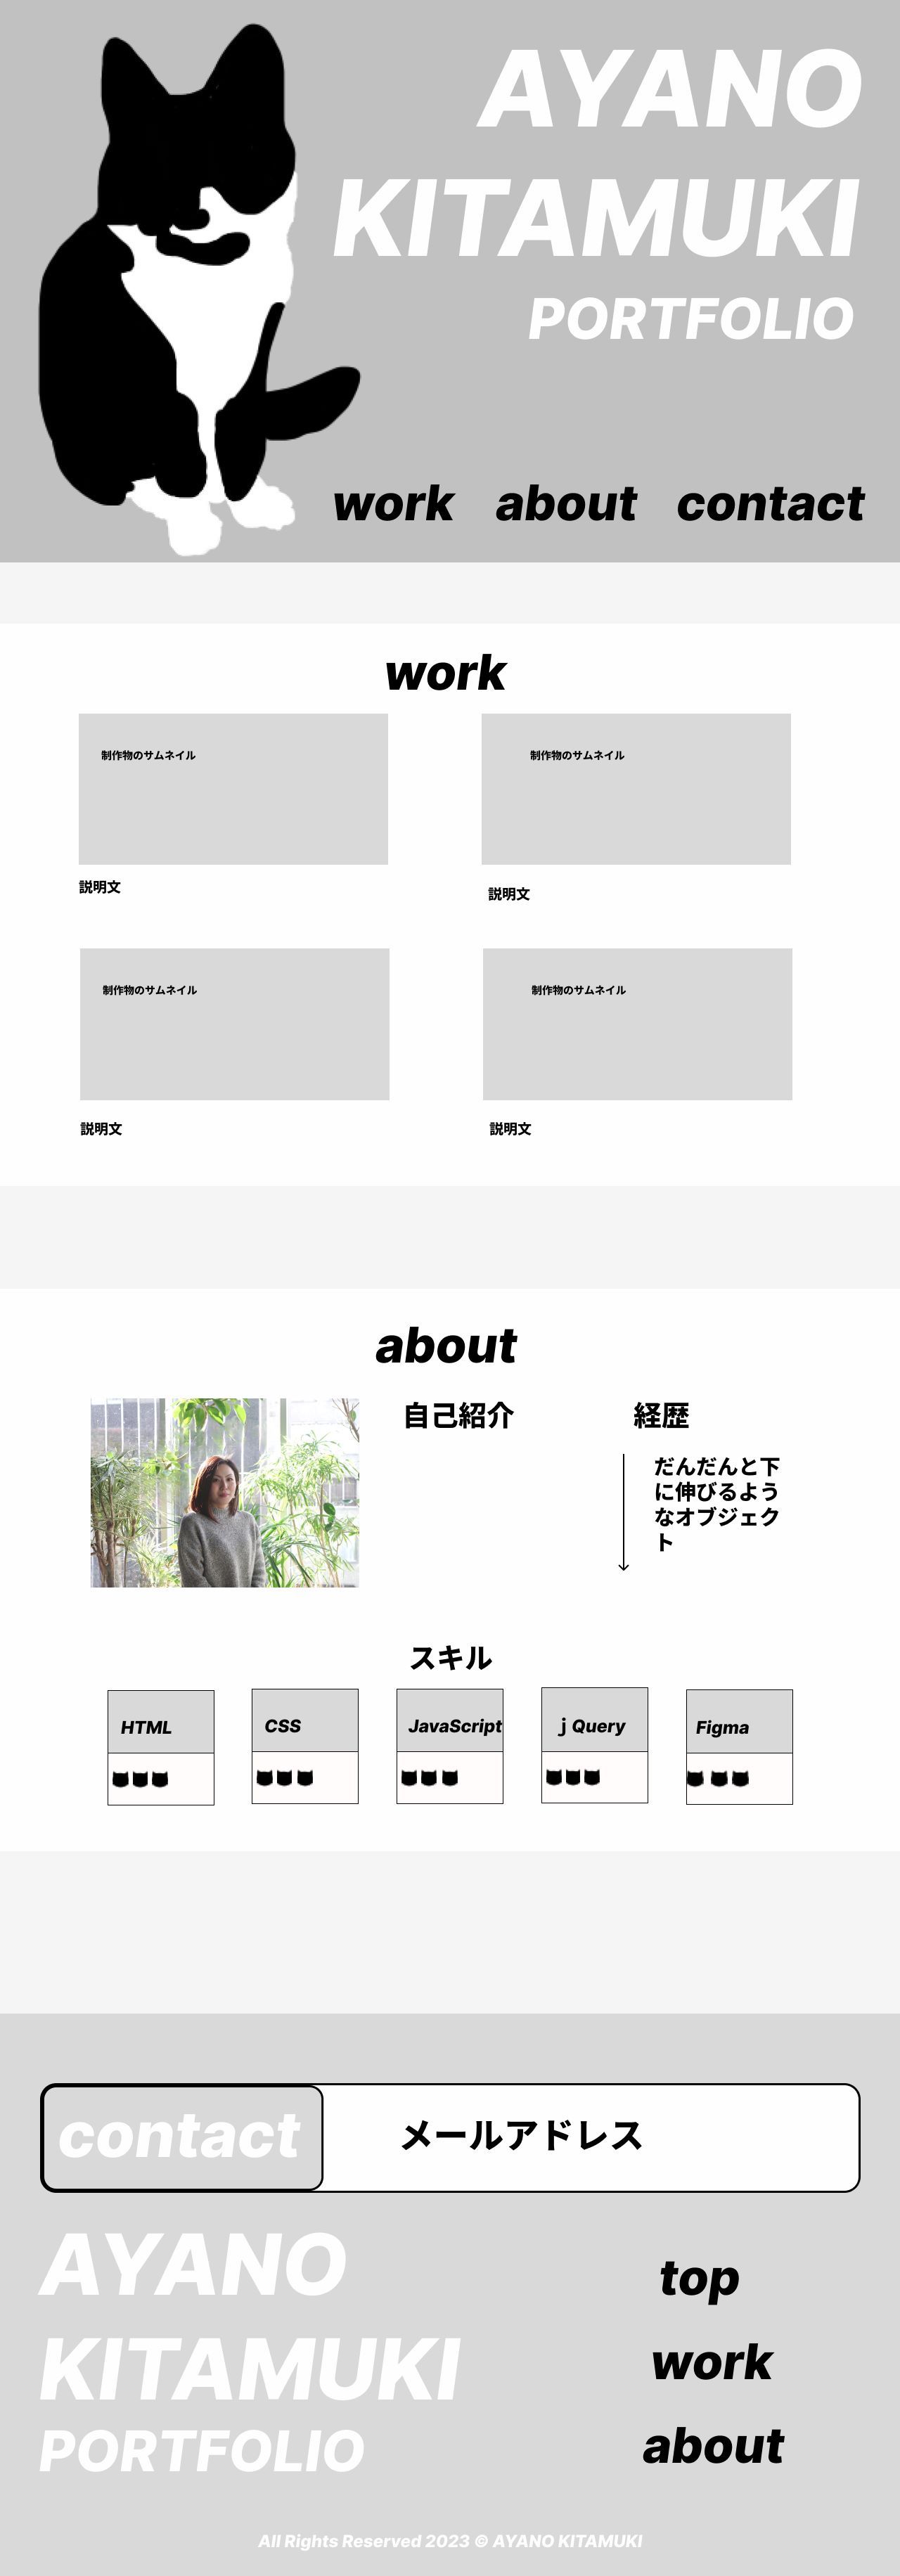 AYANO
KITAMUKI
PORTFOLIO
work about contact
work
制作物のサムネイル
制作物のサムネイル
説明文
説明文
制作物のサムネイル
制作物のサムネイル
説明文
説明文
about
自己紹介
経歴
だんだんと下
に伸びるよう
なオブジェク
ト
スキル
HTML
CSS
JavaScript
ｊQuery
Figma
contact
メールアドレス
AYANO
KITAMUKI
PORTFOLIO
top
work
about
All Rights Reserved 2023 © AYANO KITAMUKI